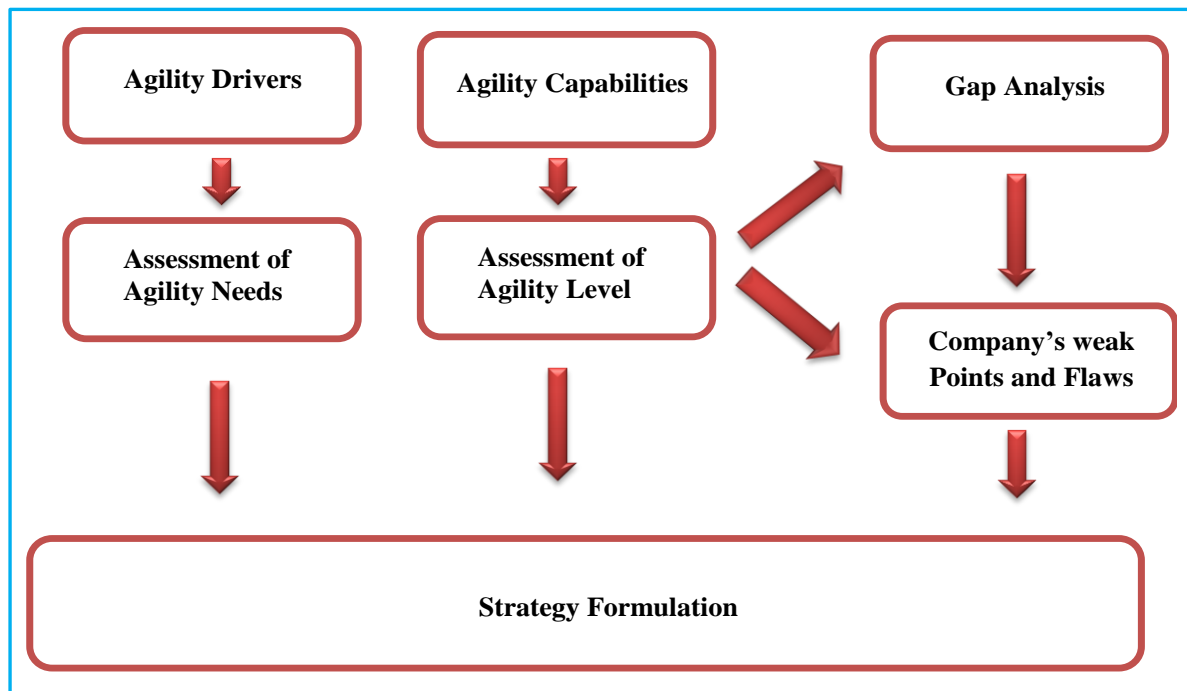 Agility Drivers
Agility Capabilities
Gap Analysis
Assessment of
Agility Needs
Assessment of
Agility Level
Company’s weak
Points and Flaws
Strategy Formulation